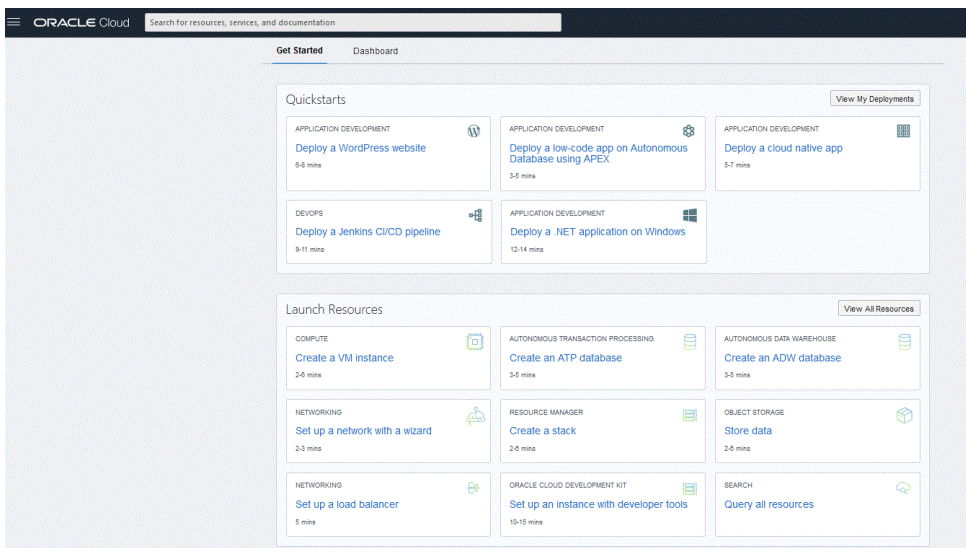 ORACLE Cloud
Search for resources, services, and documentation
Get Started
Dashboard
Quickstarts
View My Deployments
APPLICATION DEVELOPMENT
Deploy a WordPress website
6-8 mins
APPLICATION DEVELOPMENT
Deploy a low-code app on Autonomous
Database using APEX
3-5 mins
APPLICATION DEVELOPMENT
Deploy a cloud native app
5-7 mins
DEVOPS
Deploy a Jenkins CI/CD pipeline
9-11 mins
APPLICATION DEVELOPMENT
Deploy a .NET application on Windows
12-14 mins
Launch Resources
View All Resources
COMPUTE
Create a VM instance
2-6 mins
AUTONOMOUS TRANSACTION PROCESSING
Create an ATP database
3-5 mins
AUTONOMOUS DATA WAREHOUSE
Create an ADW database
3-5 mins
NETWORKING
Set up a network with a wizard
2-3 mins
RESOURCE MANAGER
Create a stack
2-6 mins
OBJECT STORAGE
Store data
2-6 mins
NETWORKING
Set up a load balancer
5 mins
ORACLE CLOUD DEVELOPMENT KIT
Set up an instance with developer tools
10-15 mins
SEARCH
Query all resources